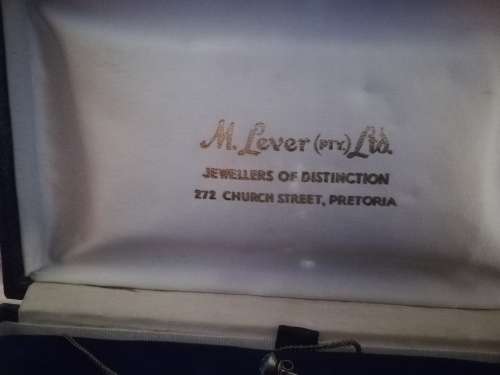 M. Lever (PTY.) Ltd.
JEWELLERS OF DISTINCTION
272 CHURCH STREET, PRETORIA